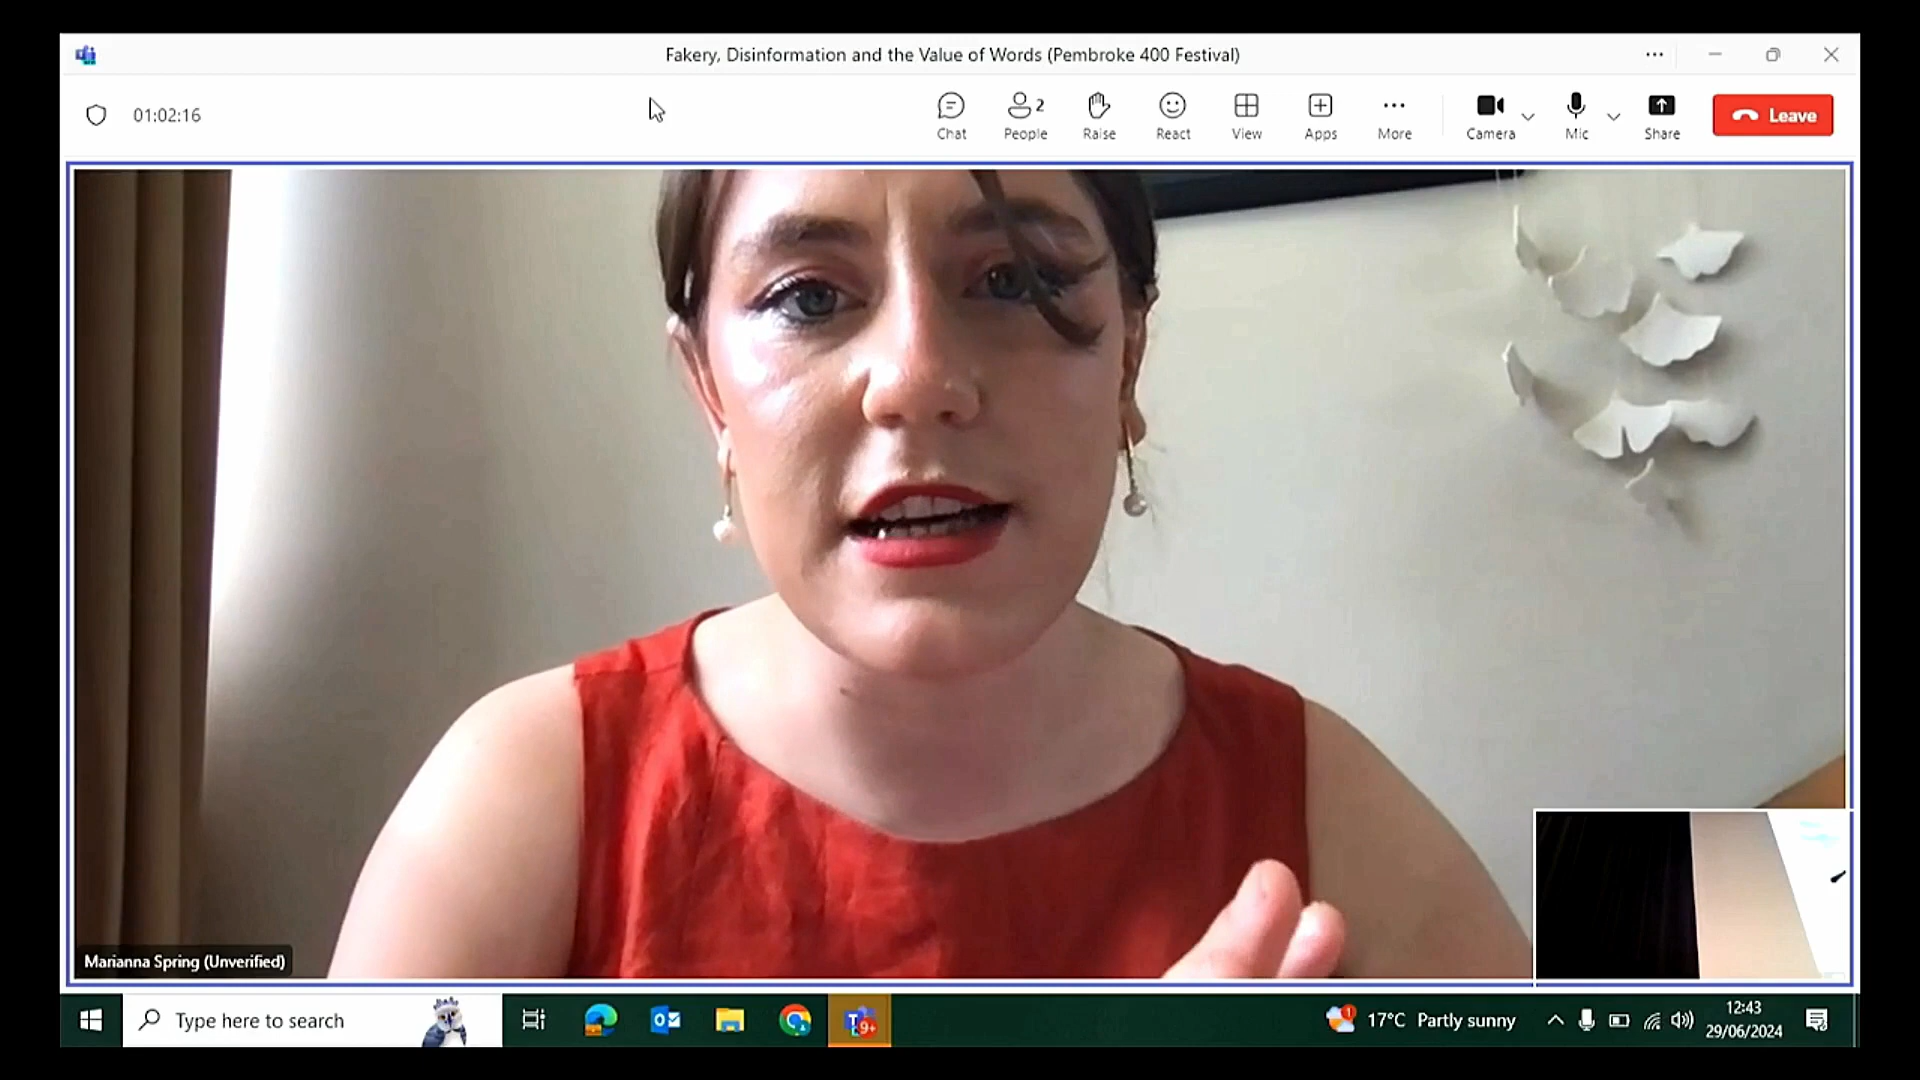 Fakery, Disinformation and the Value of Words (Pembroke 400 Festival)
01:02:16
Chat
People 2
Raise
React
View
Apps
More
Camera
Mic
Share
Leave
Marianna Spring (Unverified)
Type here to search
9+
17°C Partly sunny
12:43
29/06/2024